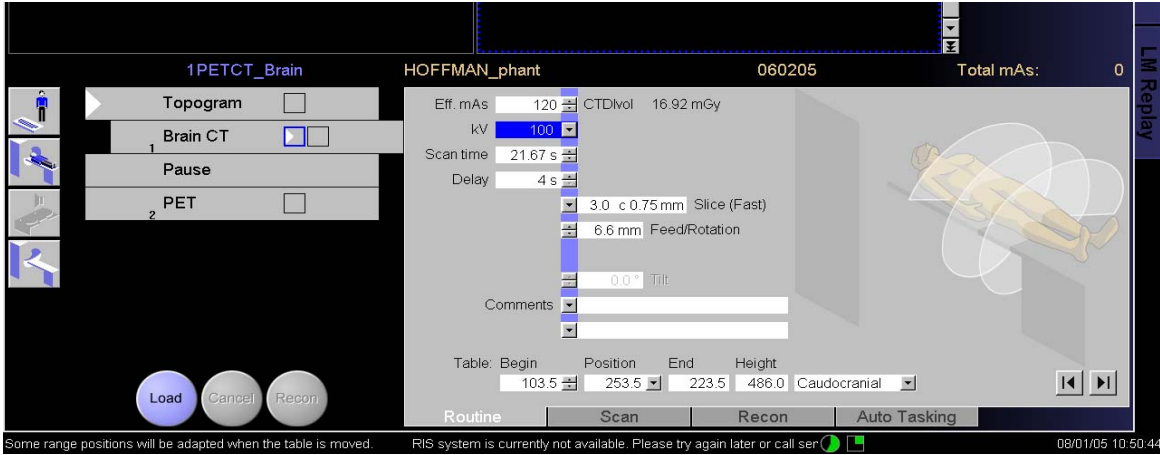 1PETCT_Brain HOFFMAN_phant 060205 Total mAs: 0
LM Replay
Topogram
1 Brain CT
Pause
2 PET
Eff. mAs 120 CTDIvol 16.92 mGy
kV 100
Scan time 21.67 s
Delay 4 s
3.0 c 0.75 mm Slice (Fast)
6.6 mm Feed/Rotation
0.0 ° Tilt
Comments
Table: Begin Position End Height
103.5 253.5 223.5 486.0 Caudocranial
Load Cancel Recon
Routine Scan Recon Auto Tasking
Some range positions will be adapted when the table is moved. RIS system is currently not available. Please try again later or call ser 08/01/05 10:50:44